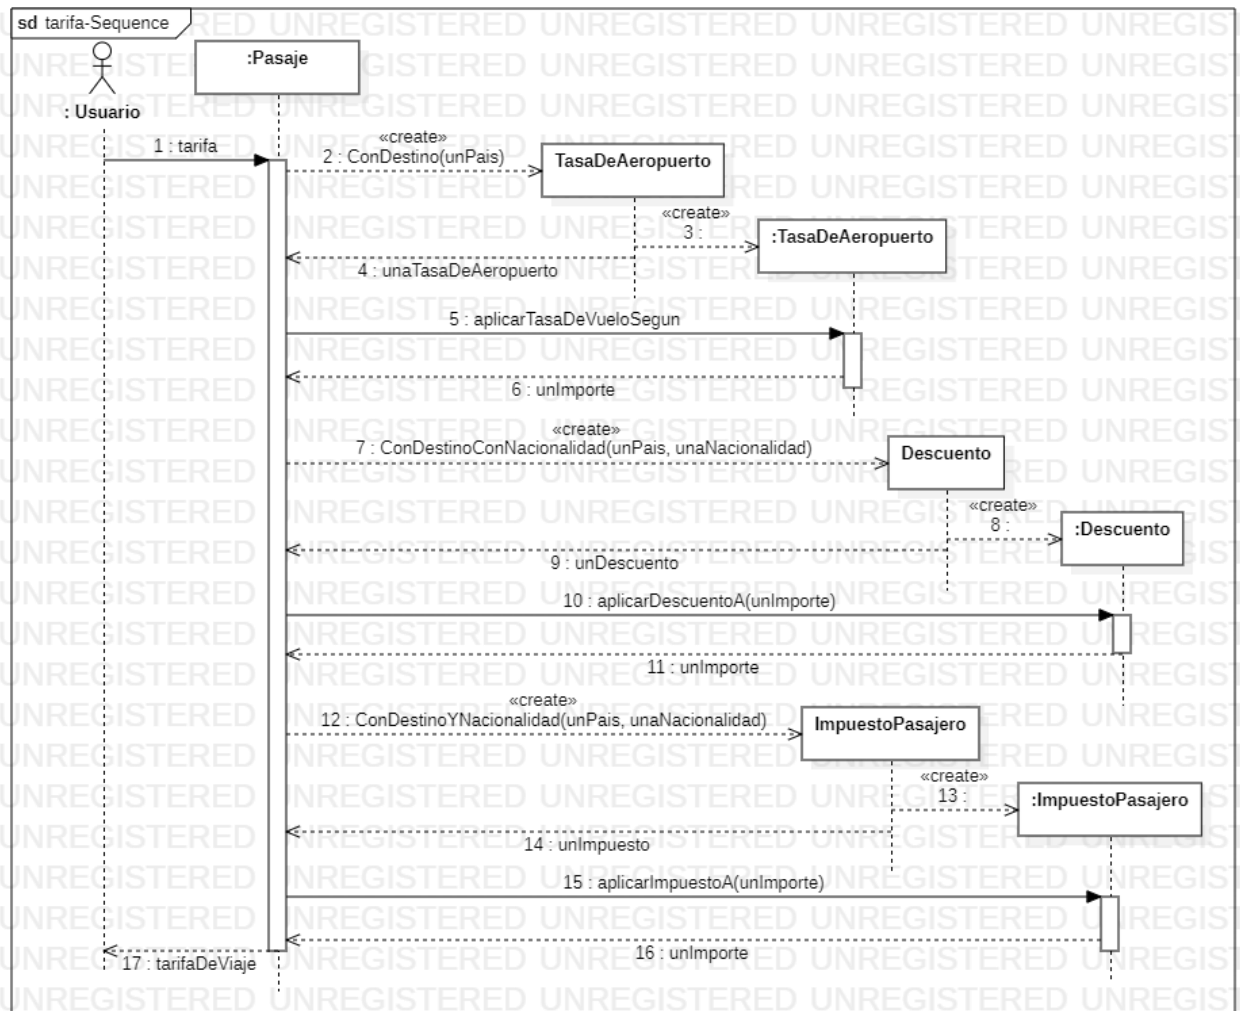 sd tarifa-Sequence
:Pasaje
: Usuario
1 : tarifa
«create»
2 : ConDestino(unPais)
TasaDeAeropuerto
«create»
3 :
:TasaDeAeropuerto
4 : unaTasaDeAeropuerto
5 : aplicarTasaDeVueloSegun
6 : unImporte
«create»
7 : ConDestinoConNacionalidad(unPais, unaNacionalidad)
Descuento
«create»
8 :
:Descuento
9 : unDescuento
10 : aplicarDescuentoA(unImporte)
11 : unImporte
«create»
12 : ConDestinoYNacionalidad(unPais, unaNacionalidad)
ImpuestoPasajero
«create»
13 :
:ImpuestoPasajero
14 : unImpuesto
15 : aplicarImpuestoA(unImporte)
16 : unImporte
17 : tarifaDeViaje
UNREGISTERED